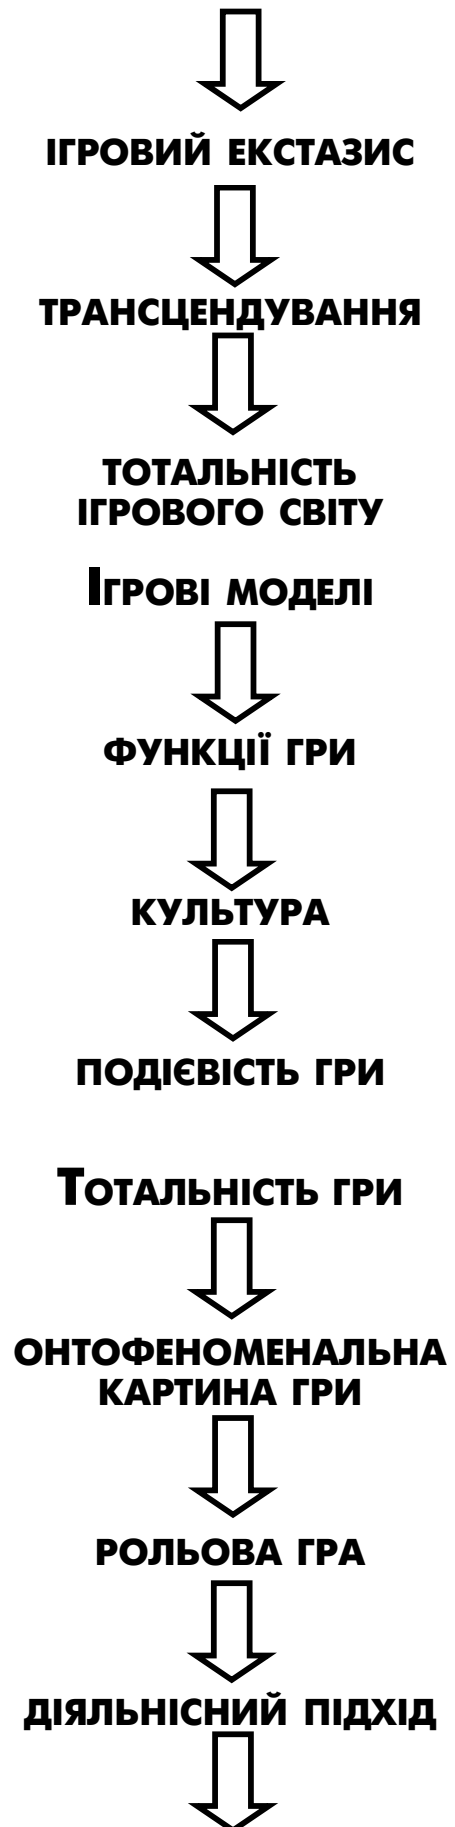 ІГРОВИЙ ЕКСТАЗИС
ТРАНСЦЕНДУВАННЯ
ТОТАЛЬНІСТЬ
ІГРОВОГО СВІТУ
ІГРОВІ МОДЕЛІ
ФУНКЦІЇ ГРИ
КУЛЬТУРА
ПОДІЄВІСТЬ ГРИ
ТОТАЛЬНІСТЬ ГРИ
ОНТОФЕНОМЕНАЛЬНА
КАРТИНА ГРИ
РОЛЬОВА ГРА
ДІЯЛЬНІСНИЙ ПІДХІД